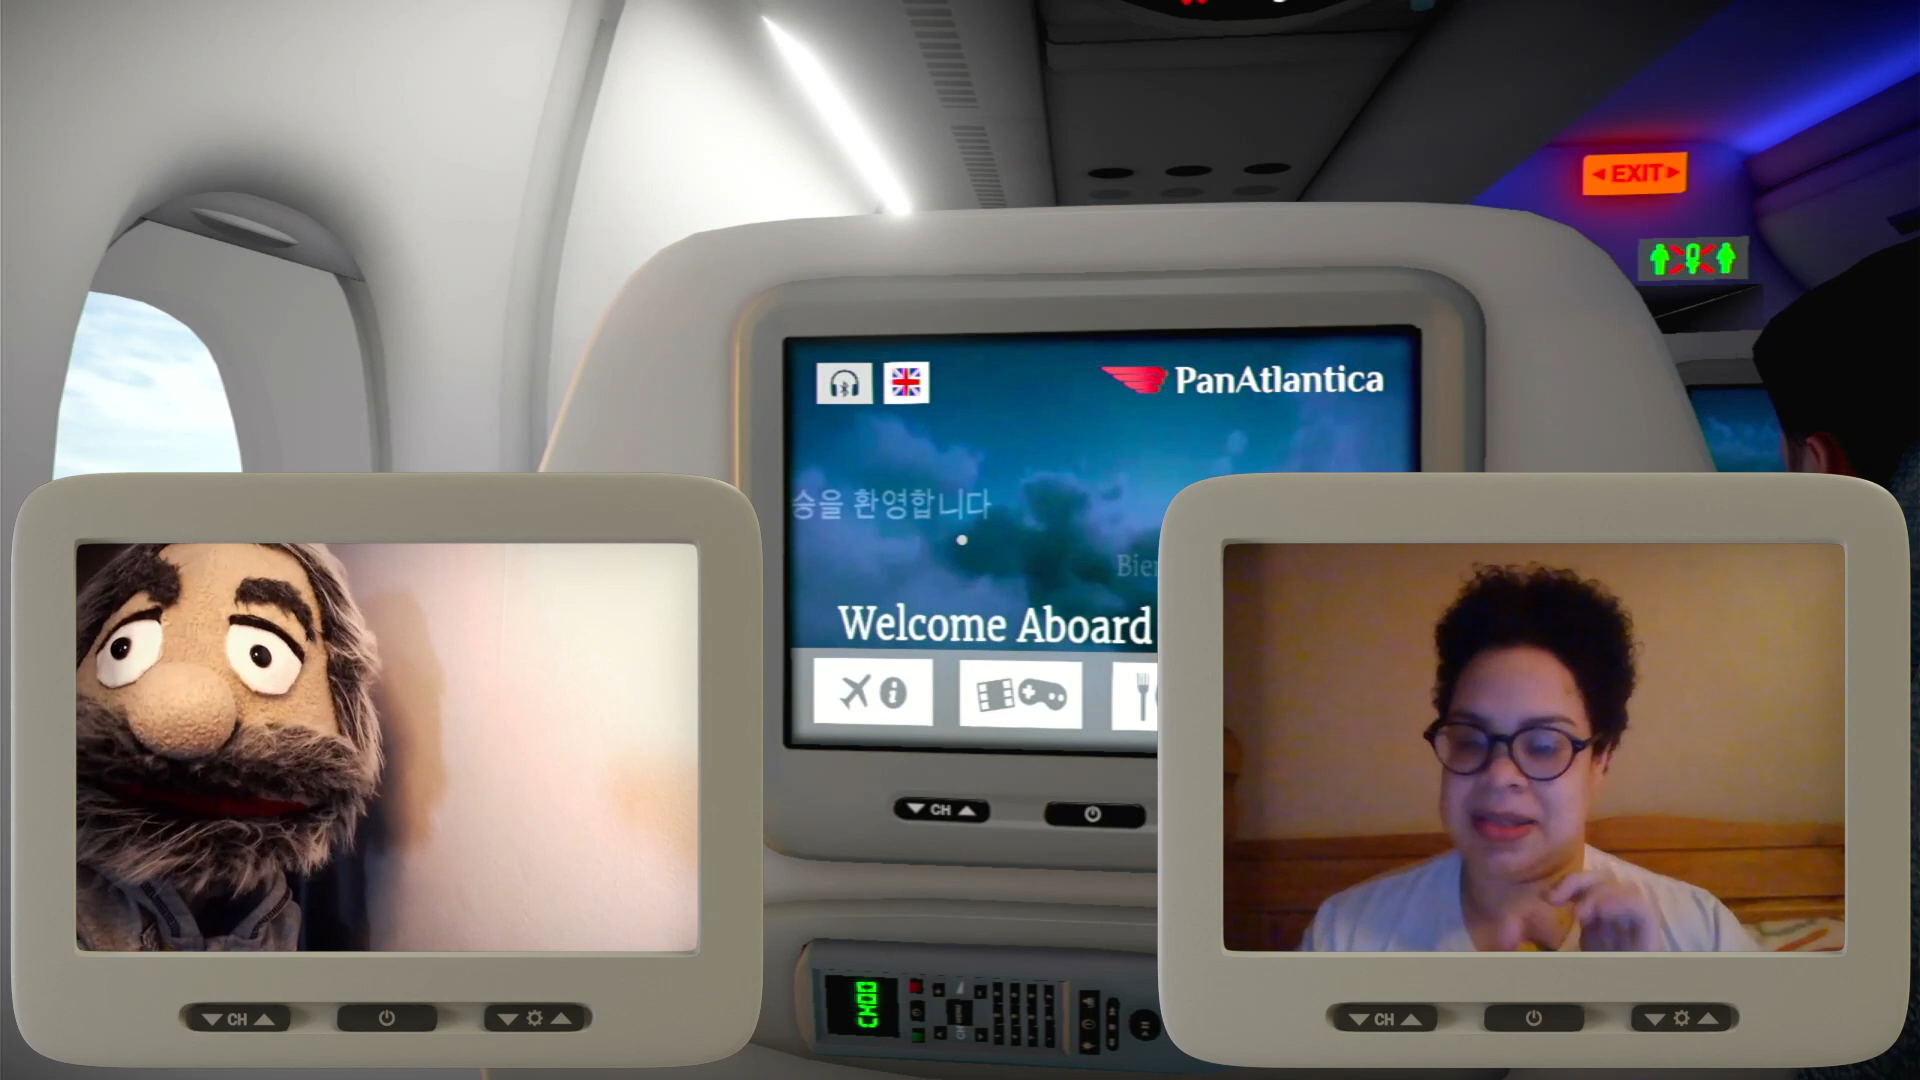 EXIT
PanAtlantica
승을 환영합니다
Bie
Welcome Aboard
CH
CH00
CH
CH